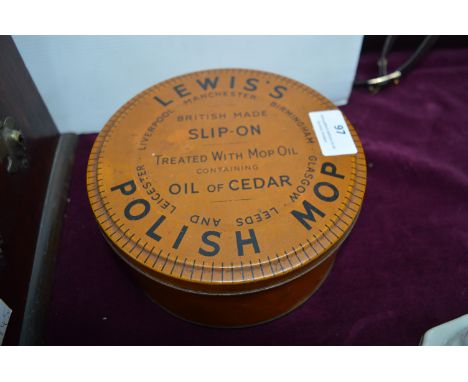 LEWIS'S
LIVERPOOL · MANCHESTER · BIRMINGHAM · GLASGOW
BRITISH MADE
SLIP-ON
TREATED WITH MOP OIL
CONTAINING
OIL OF CEDAR
LEICESTER · LEEDS AND
POLISH MOP
97